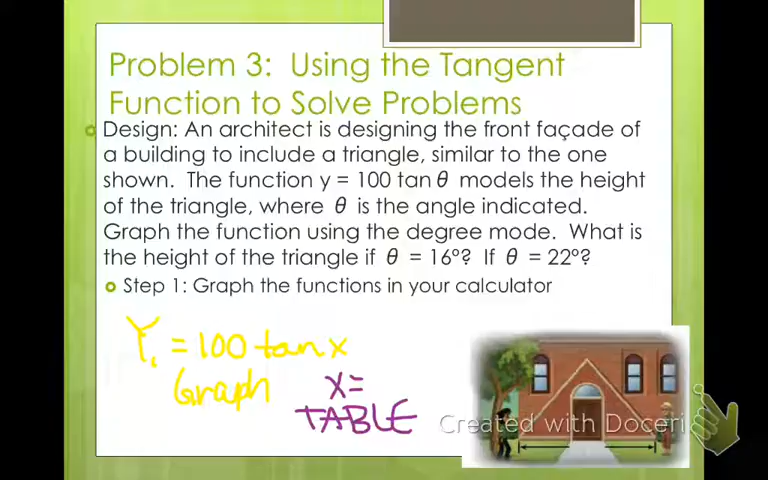 Problem 3: Using the Tangent
Function to Solve Problems
Design: An architect is designing the front façade of
a building to include a triangle, similar to the one
shown. The function y = 100 tan θ models the height
of the triangle, where θ is the angle indicated.
Graph the function using the degree mode. What is
the height of the triangle if θ = 16°? If θ = 22°?
Step 1: Graph the functions in your calculator
Y₁ = 100 tan x
Graph
x =
TABLE
Created with Doceri